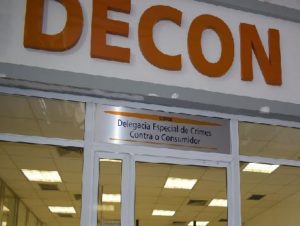 DECON
Delegacia Especial de Crimes
Contra o Consumidor